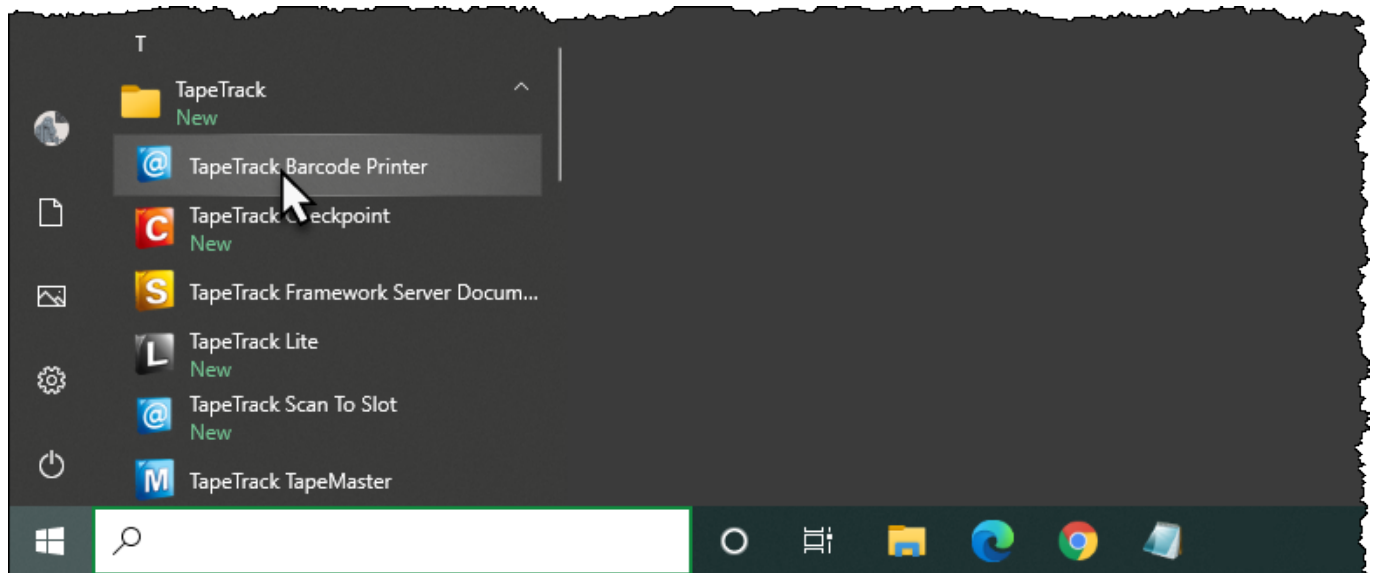 T
TapeTrack
New
TapeTrack Barcode Printer
TapeTrack eckpoint
New
TapeTrack Framework Server Docum...
TapeTrack Lite
New
TapeTrack Scan To Slot
New
TapeTrack TapeMaster